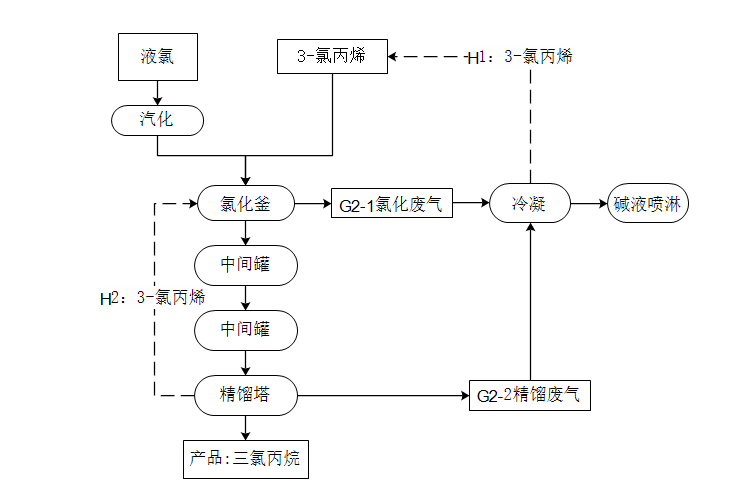 液氯
3-氯丙烯
H1：3-氯丙烯
汽化
氯化釜
G2-1氯化废气
冷凝
碱液喷淋
中间罐
H2：3-氯丙烯
中间罐
精馏塔
G2-2精馏废气
产品:三氯丙烷